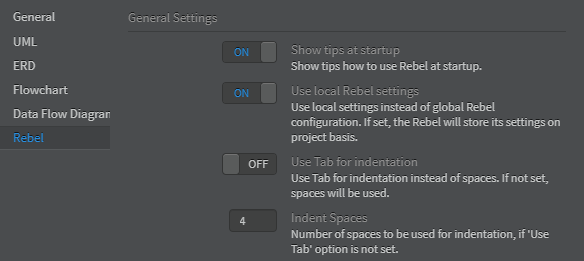 General
UML
ERD
Flowchart
Data Flow Diagran
Rebel
General Settings
ON
Show tips at startup
Show tips how to use Rebel at startup.
ON
Use local Rebel settings
Use local settings instead of global Rebel
configuration. If set, the Rebel will store its settings on
project basis.
OFF
Use Tab for indentation
Use Tab for indentation instead of spaces. If not set,
spaces will be used.
4
Indent Spaces
Number of spaces to be used for indentation, if 'Use
Tab' option is not set.